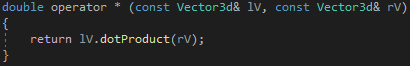 double operator * (const Vector3d& lV, const Vector3d& rV)
{
    return lV.dotProduct(rV);
}